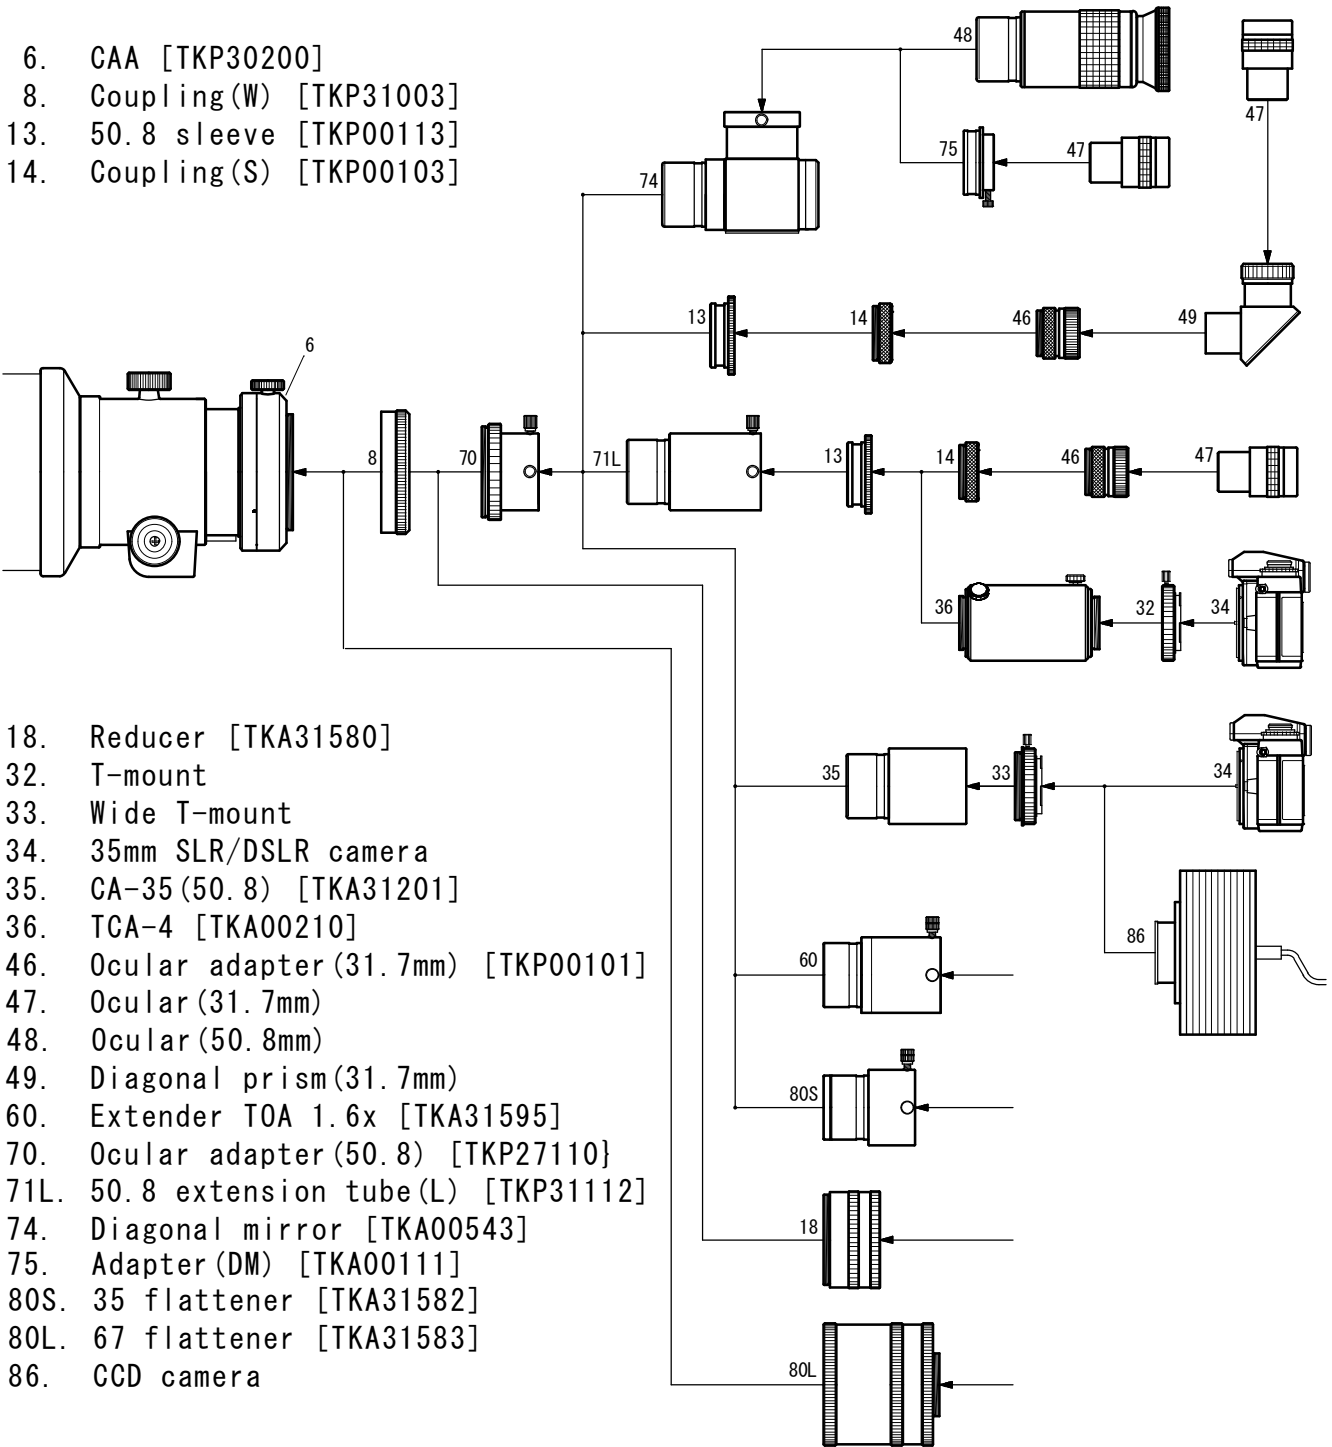 6. CAA [TKP30200]
8. Coupling(W) [TKP31003]
13. 50.8 sleeve [TKP00113]
14. Coupling(S) [TKP00103]
48
47
75
47
74
13
14
46
49
6
8
70
71L
13
14
46
47
36
32
34
35
33
34
86
60
80S
18
80L
18. Reducer [TKA31580]
32. T-mount
33. Wide T-mount
34. 35mm SLR/DSLR camera
35. CA-35(50.8) [TKA31201]
36. TCA-4 [TKA00210]
46. Ocular adapter(31.7mm) [TKP00101]
47. Ocular(31.7mm)
48. Ocular(50.8mm)
49. Diagonal prism(31.7mm)
60. Extender TOA 1.6x [TKA31595]
70. Ocular adapter(50.8) [TKP27110}
71L. 50.8 extension tube(L) [TKP31112]
74. Diagonal mirror [TKA00543]
75. Adapter(DM) [TKA00111]
80S. 35 flattener [TKA31582]
80L. 67 flattener [TKA31583]
86. CCD camera